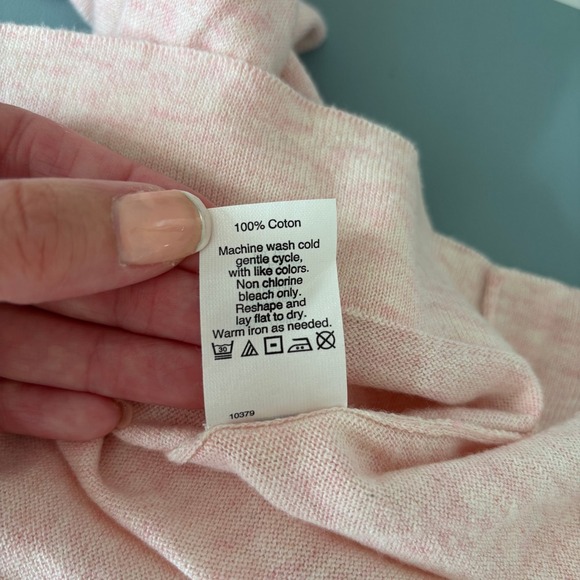 100% Coton
Machine wash cold
gentle cycle,
with like colors.
Non chlorine
bleach only.
Reshape and
lay flat to dry.
Warm iron as needed.
30
10379